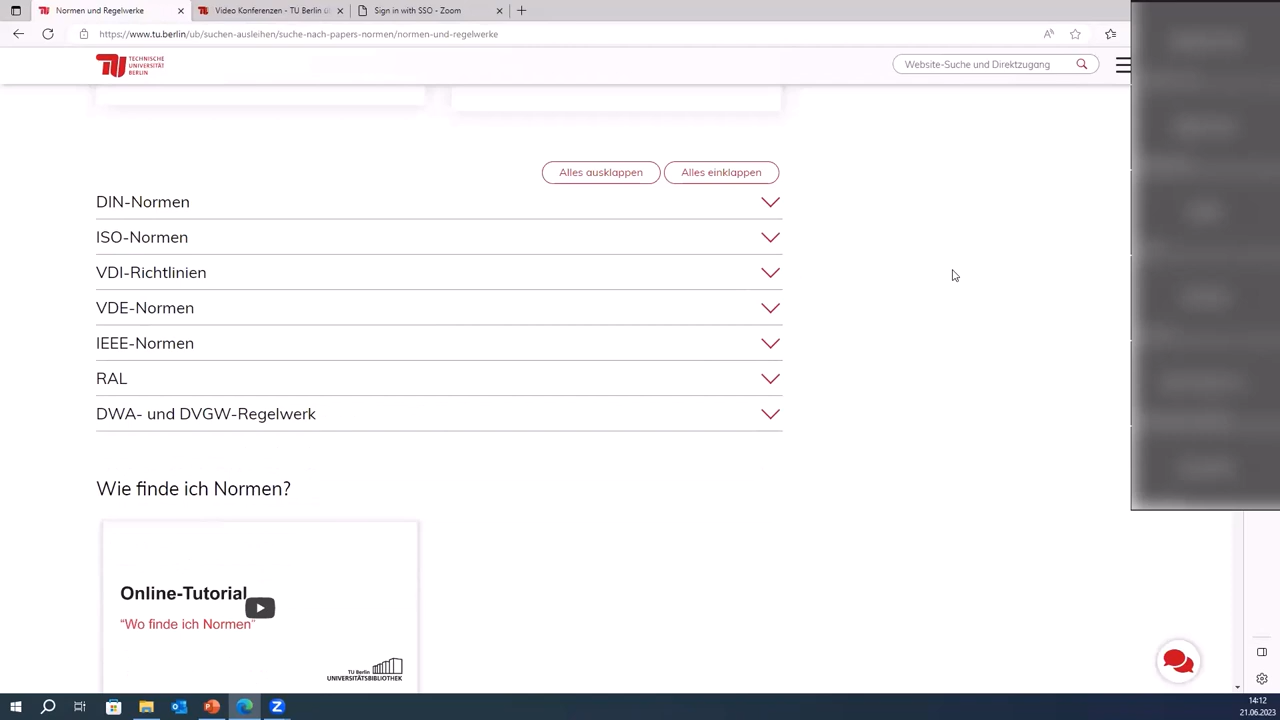 Normen und Regelwerke
Video Konferenzen - TU Berlin ü
Sign in with SSO - Zoom
https://www.tu.berlin/ub/suchen-ausleihen/suche-nach-papers-normen/normen-und-regelwerke
TECHNISCHE
UNIVERSITÄT
BERLIN
Website-Suche und Direktzugang
Alles ausklappen
Alles einklappen
DIN-Normen
ISO-Normen
VDI-Richtlinien
VDE-Normen
IEEE-Normen
RAL
DWA- und DVGW-Regelwerk
Wie finde ich Normen?
Online-Tutorial
“Wo finde ich Normen”
TU Berlin
UNIVERSITÄTSBIBLIOTHEK
14:12
21.06.2023